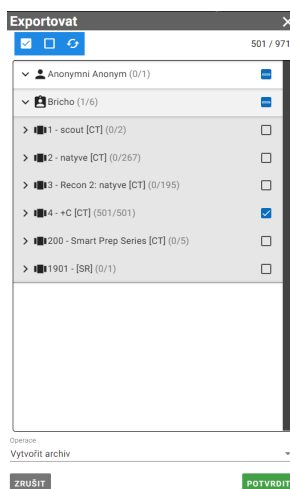 Exportovat
501 / 971
Anonymni Anonym (0/1)
Bricho (1/6)
1 - scout [CT] (0/2)
2 - natyve [CT] (0/267)
3 - Recon 2: natyve [CT] (0/195)
4 - +C [CT] (501/501)
200 - Smart Prep Series [CT] (0/5)
1901 - [SR] (0/1)
Operace
Vytvořit archiv
ZRUŠIT
POTVRDIT